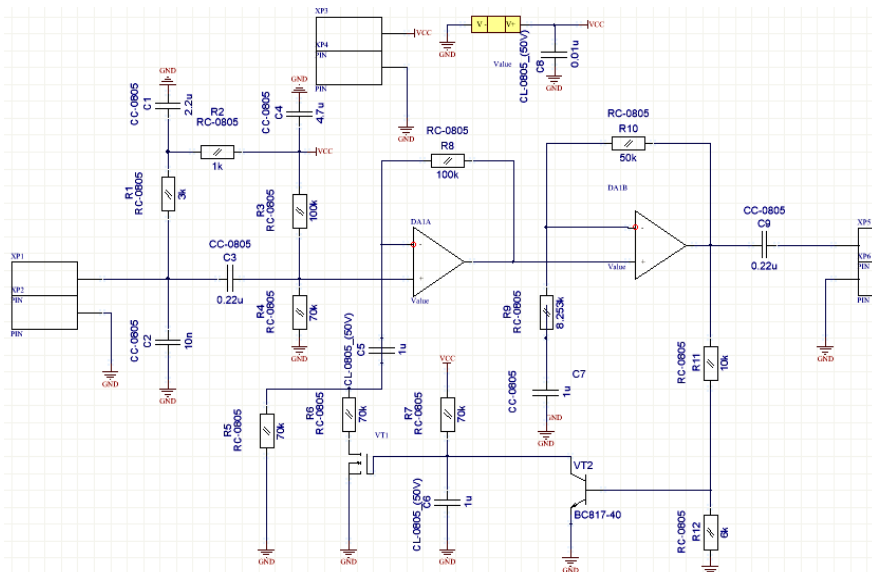 XP3
XP4
PIN
PIN
VCC
GND
GND
V -
V+
VCC
Value
CL-0805_(50V)
C8
0.01u
GND
GND
CC-0805
C1
2.2u
R2
RC-0805
1k
GND
CC-0805
C4
4.7u
VCC
RC-0805
R8
100k
RC-0805
R10
50k
R1
RC-0805
3k
R3
RC-0805
100k
DA1A
-
+
Value
DA1B
-
+
Value
CC-0805
C9
0.22u
XP5
XP6
PIN
PIN
GND
XP1
XP2
PIN
PIN
GND
CC-0805
C3
0.22u
CC-0805
C2
10n
GND
R4
RC-0805
70k
GND
CL-0805_(50V)
C5
1u
R9
RC-0805
8.253k
CC-0805
C7
1u
GND
GND
RC-0805
R11
10k
R5
RC-0805
70k
GND
R6
RC-0805
70k
VT1
GND
VCC
R7
RC-0805
70k
CL-0805_(50V)
C6
1u
GND
VT2
BC817-40
GND
RC-0805
R12
6k
GND